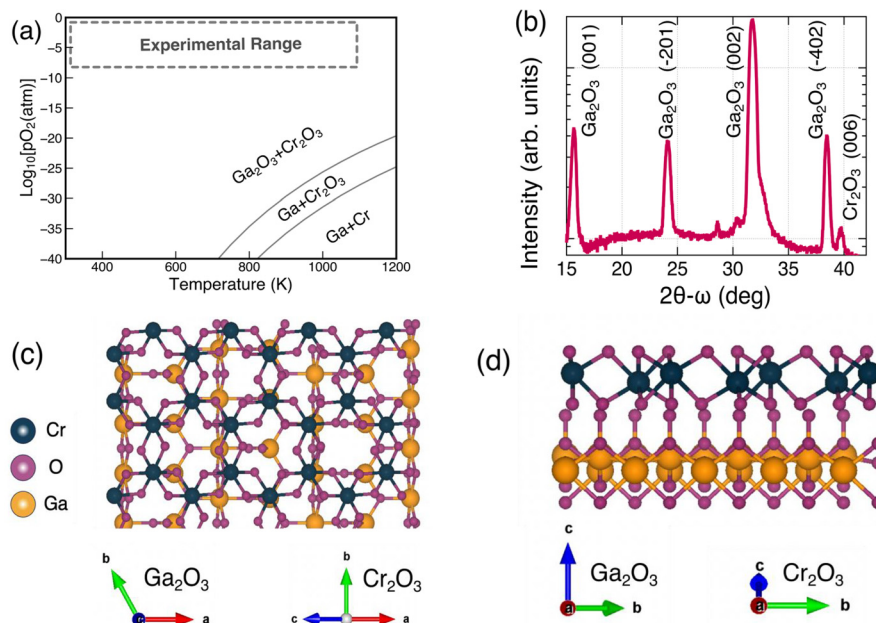 (a)
Experimental Range
Log₁₀[pO₂(atm)]
0
−5
−10
−15
−20
−25
−30
−35
−40
Ga₂O₃+Cr₂O₃
Ga+Cr₂O₃
Ga+Cr
400 600 800 1000 1200
Temperature (K)
(b)
Intensity (arb. units)
Ga₂O₃ (001)
Ga₂O₃ (-201)
Ga₂O₃ (002)
Ga₂O₃ (-402)
Cr₂O₃ (006)
15 20 25 30 35 40
2θ-ω (deg)
(c)
Cr
O
Ga
b
c a
Ga₂O₃
b
c a
Cr₂O₃
(d)
c
a b
Ga₂O₃
c
a b
Cr₂O₃